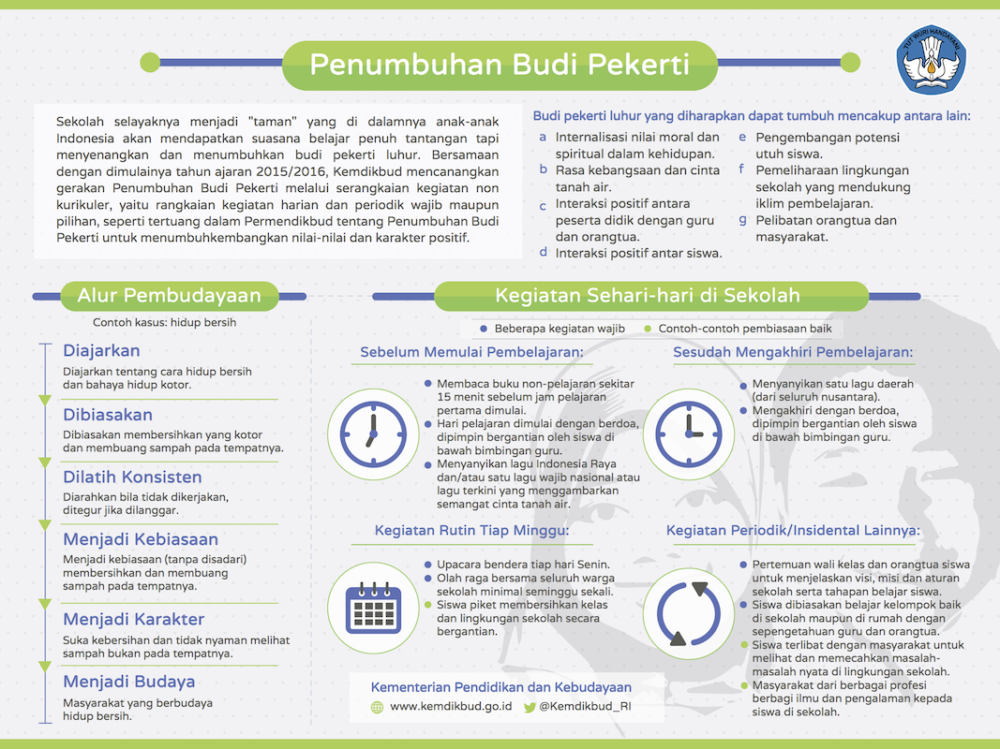 Penumbuhan Budi Pekerti
TUT WURI HANDAYANI
Sekolah selayaknya menjadi "taman" yang di dalamnya anak-anak
Indonesia akan mendapatkan suasana belajar penuh tantangan tapi
menyenangkan dan menumbuhkan budi pekerti luhur. Bersamaan
dengan dimulainya tahun ajaran 2015/2016, Kemdikbud mencanangkan
gerakan Penumbuhan Budi Pekerti melalui serangkaian kegiatan non
kurikuler, yaitu rangkaian kegiatan harian dan periodik wajib maupun
pilihan, seperti tertuang dalam Permendikbud tentang Penumbuhan Budi
Pekerti untuk menumbuhkembangkan nilai-nilai dan karakter positif.
Budi pekerti luhur yang diharapkan dapat tumbuh mencakup antara lain:
a Internalisasi nilai moral dan
spiritual dalam kehidupan.
b Rasa kebangsaan dan cinta
tanah air.
c Interaksi positif antara
peserta didik dengan guru
dan orangtua.
d Interaksi positif antar siswa.
e Pengembangan potensi
utuh siswa.
f Pemeliharaan lingkungan
sekolah yang mendukung
iklim pembelajaran.
g Pelibatan orangtua dan
masyarakat.
Alur Pembudayaan
Contoh kasus: hidup bersih
Diajarkan
Diajarkan tentang cara hidup bersih
dan bahaya hidup kotor.
Dibiasakan
Dibiasakan membersihkan yang kotor
dan membuang sampah pada tempatnya.
Dilatih Konsisten
Diarahkan bila tidak dikerjakan,
ditegur jika dilanggar.
Menjadi Kebiasaan
Menjadi kebiasaan (tanpa disadari)
membersihkan dan membuang
sampah pada tempatnya.
Menjadi Karakter
Suka kebersihan dan tidak nyaman melihat
sampah bukan pada tempatnya.
Menjadi Budaya
Masyarakat yang berbudaya
hidup bersih.
Kegiatan Sehari-hari di Sekolah
Beberapa kegiatan wajib
Contoh-contoh pembiasaan baik
Sebelum Memulai Pembelajaran:
Membaca buku non-pelajaran sekitar
15 menit sebelum jam pelajaran
pertama dimulai.
Hari pelajaran dimulai dengan berdoa,
dipimpin bergantian oleh siswa di
bawah bimbingan guru.
Menyanyikan lagu Indonesia Raya
dan/atau satu lagu wajib nasional atau
lagu terkini yang menggambarkan
semangat cinta tanah air.
Sesudah Mengakhiri Pembelajaran:
Menyanyikan satu lagu daerah
(dari seluruh nusantara).
Mengakhiri dengan berdoa,
dipimpin bergantian oleh siswa
di bawah bimbingan guru.
Kegiatan Rutin Tiap Minggu:
Upacara bendera tiap hari Senin.
Olah raga bersama seluruh warga
sekolah minimal seminggu sekali.
Siswa piket membersihkan kelas
dan lingkungan sekolah secara
bergantian.
Kegiatan Periodik/Insidental Lainnya:
Pertemuan wali kelas dan orangtua siswa
untuk menjelaskan visi, misi dan aturan
sekolah serta tahapan belajar siswa.
Siswa dibiasakan belajar kelompok baik
di sekolah maupun di rumah dengan
sepengetahuan guru dan orangtua.
Siswa terlibat dengan masyarakat untuk
melihat dan memecahkan masalah-
masalah nyata di lingkungan sekolah.
Masyarakat dari berbagai profesi
berbagi ilmu dan pengalaman kepada
siswa di sekolah.
Kementerian Pendidikan dan Kebudayaan
www.kemdikbud.go.id @Kemdikbud_RI